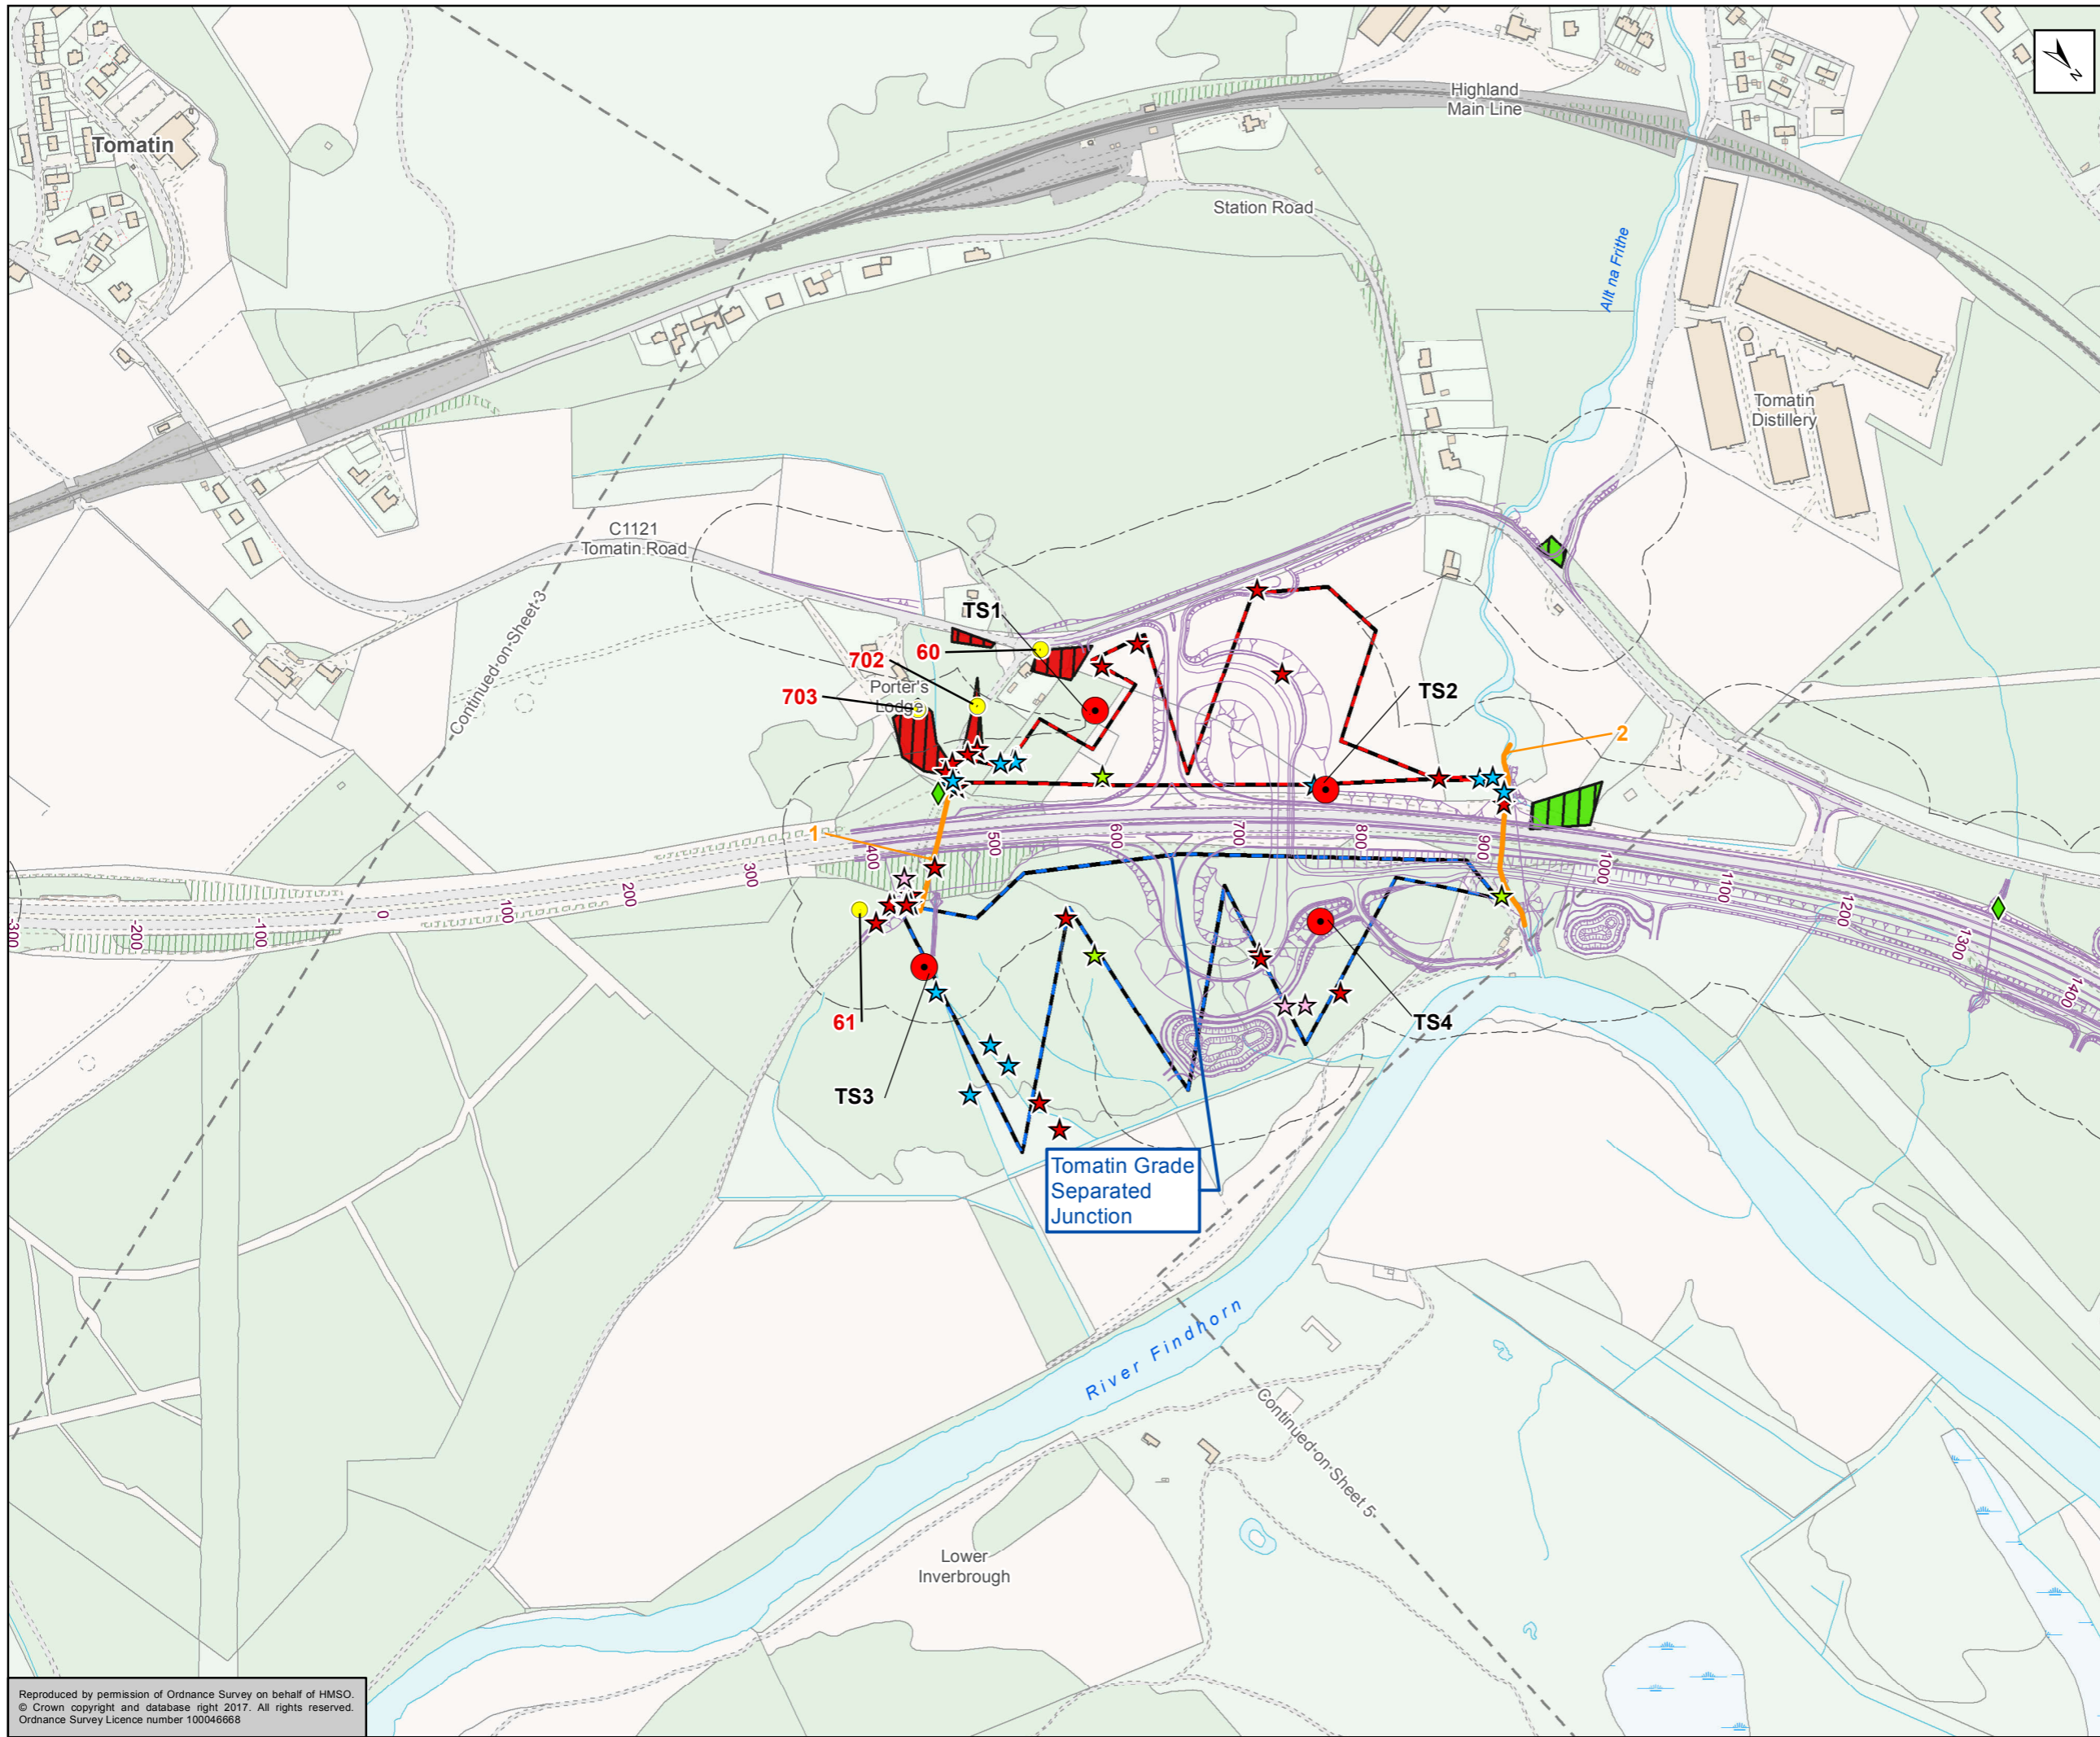 Tomatin
Highland
Main Line
N
Station Road
Allt na Frithe
Tomatin
Distillery
C1121
Tomatin Road
Continued on Sheet 3
TS1
60
702
Porter's
Lodge
703
TS2
2
1
-300
-200
-100
0
100
200
300
400
500
600
700
800
900
1000
1100
1200
1300
1400
61
TS3
TS4
Tomatin Grade
Separated
Junction
River Findhorn
Continued on Sheet 5
Lower
Inverbrough
Reproduced by permission of Ordnance Survey on behalf of HMSO.
© Crown copyright and database right 2017. All rights reserved.
Ordnance Survey Licence number 100046668